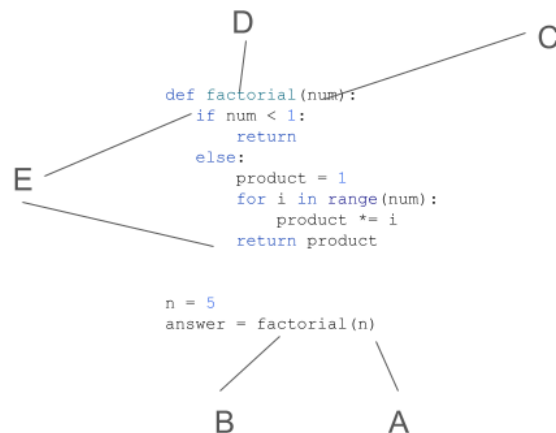 D
C
def factorial(num):
if num < 1:
return
else:
E
product = 1
for i in range(num):
product *= i
return product
n = 5
answer = factorial(n)
B
A